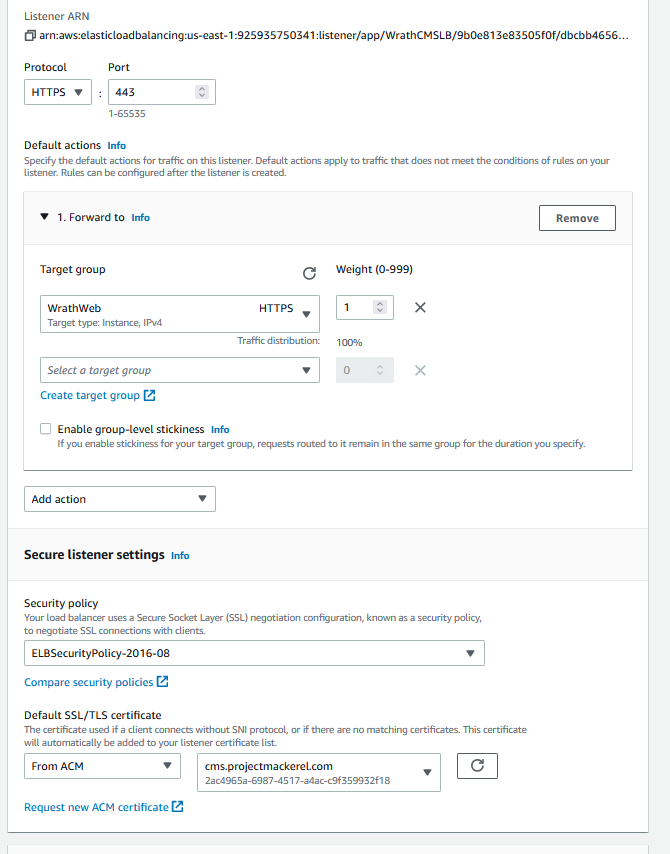 Listener ARN
arn:aws:elasticloadbalancing:us-east-1:925935750341:listener/app/WrathCMSLB/9b0e813e83505f0f/dbcbb4656...
Protocol Port
HTTPS : 443
1-65535
Default actions Info
Specify the default actions for traffic on this listener. Default actions apply to traffic that does not meet the conditions of rules on your
listener. Rules can be configured after the listener is created.
1. Forward to Info Remove
Target group Weight (0-999)
WrathWeb HTTPS 1
Target type: Instance, IPv4
Traffic distribution: 100%
Select a target group 0
Create target group
Enable group-level stickiness Info
If you enable stickiness for your target group, requests routed to it remain in the same group for the duration you specify.
Add action
Secure listener settings Info
Security policy
Your load balancer uses a Secure Socket Layer (SSL) negotiation configuration, known as a security policy,
to negotiate SSL connections with clients.
ELBSecurityPolicy-2016-08
Compare security policies
Default SSL/TLS certificate
The certificate used if a client connects without SNI protocol, or if there are no matching certificates. This certificate
will automatically be added to your listener certificate list.
From ACM cms.projectmackerel.com
2ac4965a-6987-4517-a4ac-c9f359932f18
Request new ACM certificate